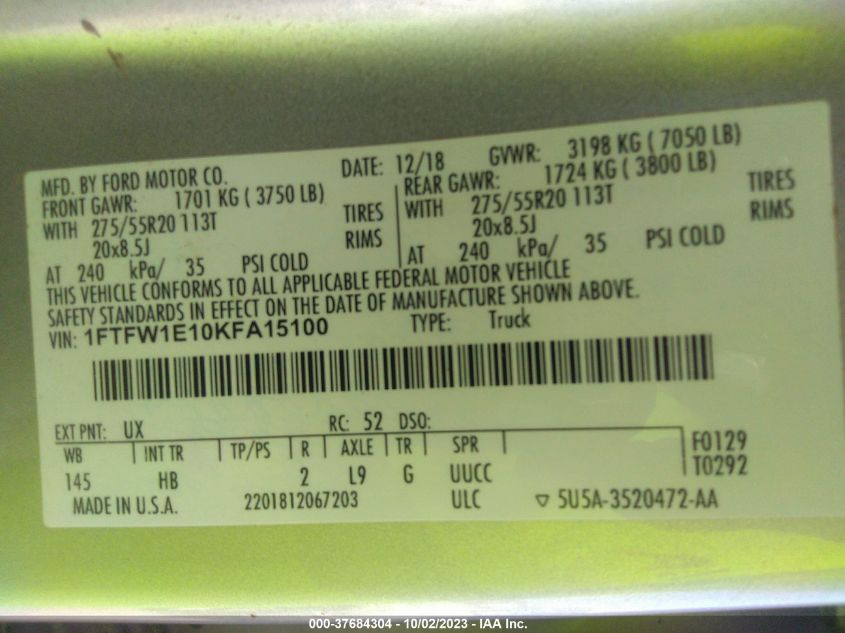 MFD. BY FORD MOTOR CO. DATE: 12/18 GVWR: 3198 KG ( 7050 LB)
FRONT GAWR: 1701 KG ( 3750 LB) REAR GAWR: 1724 KG ( 3800 LB)
WITH 275/55R20 113T TIRES WITH 275/55R20 113T TIRES
20x8.5J RIMS 20x8.5J RIMS
AT 240 kPa/ 35 PSI COLD AT 240 kPa/ 35 PSI COLD
THIS VEHICLE CONFORMS TO ALL APPLICABLE FEDERAL MOTOR VEHICLE
SAFETY STANDARDS IN EFFECT ON THE DATE OF MANUFACTURE SHOWN ABOVE.
VIN: 1FTFW1E10KFA15100 TYPE: Truck
EXT PNT: UX RC: 52 DSO:
WB INT TR TP/PS R AXLE TR SPR F0129
145 HB 2 L9 G UUCC T0292
MADE IN U.S.A. 2201812067203 ULC ▽ 5U5A-3520472-AA
000-37684304 - 10/02/2023 - IAA Inc.